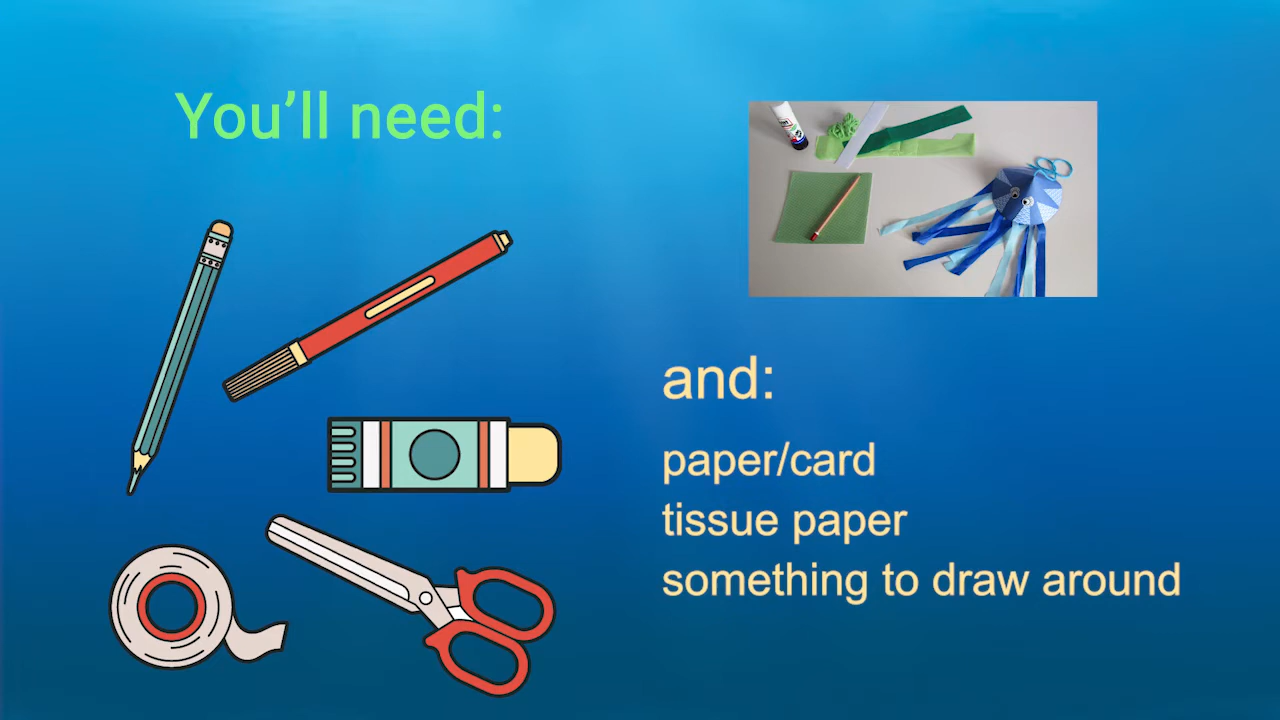 You’ll need:
and:
paper/card
tissue paper
something to draw around